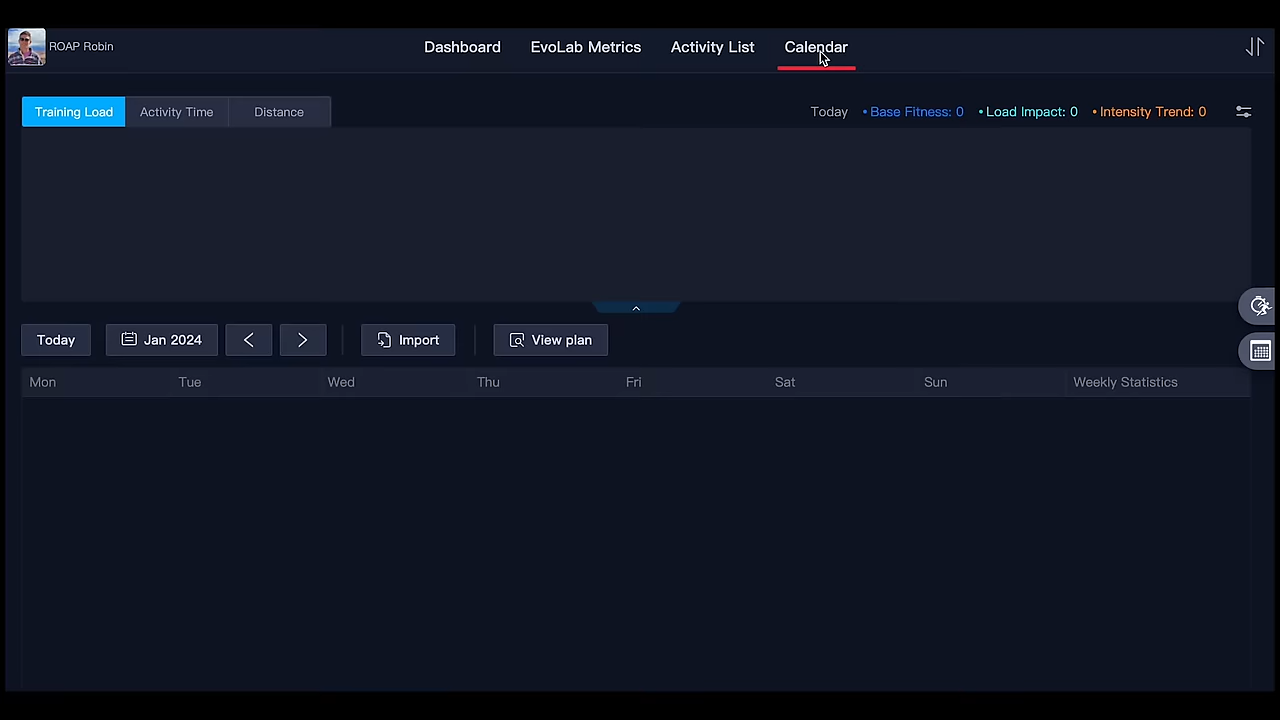 ROAP Robin
Dashboard EvoLab Metrics Activity List Calendar
Training Load Activity Time Distance
Today • Base Fitness: 0 • Load Impact: 0 • Intensity Trend: 0
Today Jan 2024 Import View plan
Mon Tue Wed Thu Fri Sat Sun Weekly Statistics